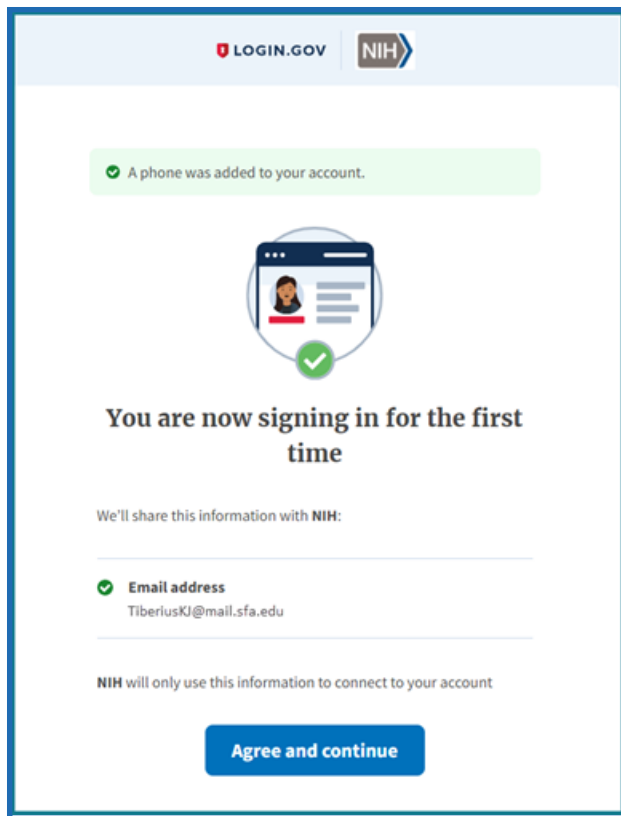 LOGIN.GOV
NIH
A phone was added to your account.
You are now signing in for the first
time
We'll share this information with NIH:
Email address
TiberiusKJ@mail.sfa.edu
NIH will only use this information to connect to your account
Agree and continue